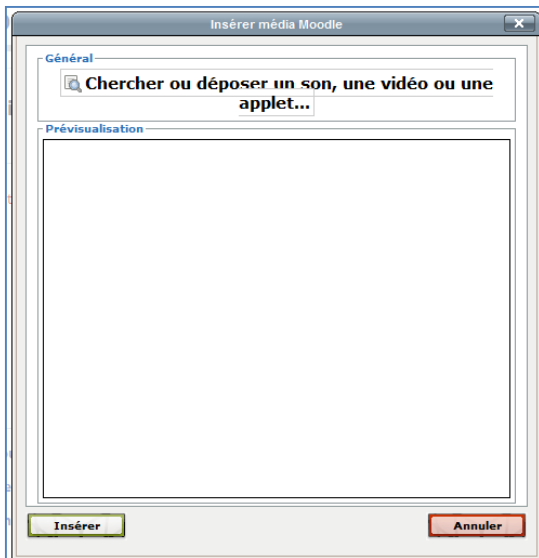 Insérer média Moodle
Général
Chercher ou déposer un son, une vidéo ou une
applet...
Prévisualisation
Insérer
Annuler